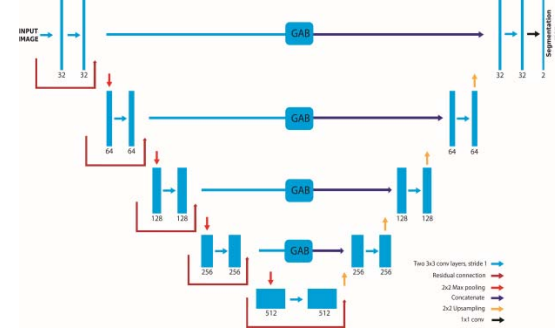 INPUT
IMAGE
GAB
Segmentation
32 32 32 32 2
GAB
64 64 64 64
GAB
128 128 128 128
GAB
256 256 256 256
512 512
Two 3x3 conv layers, stride 1
Residual connection
2x2 Max pooling
Concatenate
2x2 Upsampling
1x1 conv